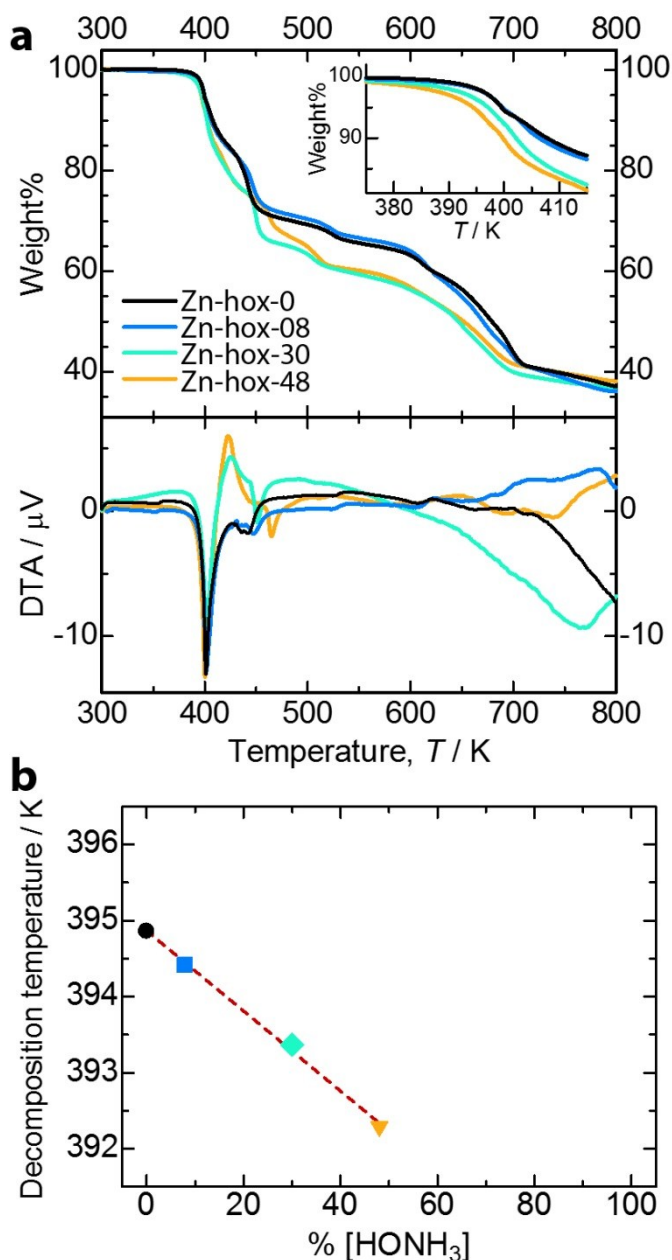 a
300 400 500 600 700 800
100 100
80 80
60 60
40 40
Weight%
100
90
Weight%
380 390 400 410
T / K
Zn-hox-0
Zn-hox-08
Zn-hox-30
Zn-hox-48
0 0
-10 -10
DTA / μV
300 400 500 600 700 800
Temperature, T / K
b
396
395
394
393
392
Decomposition temperature / K
0 20 40 60 80 100
% [HONH₃]